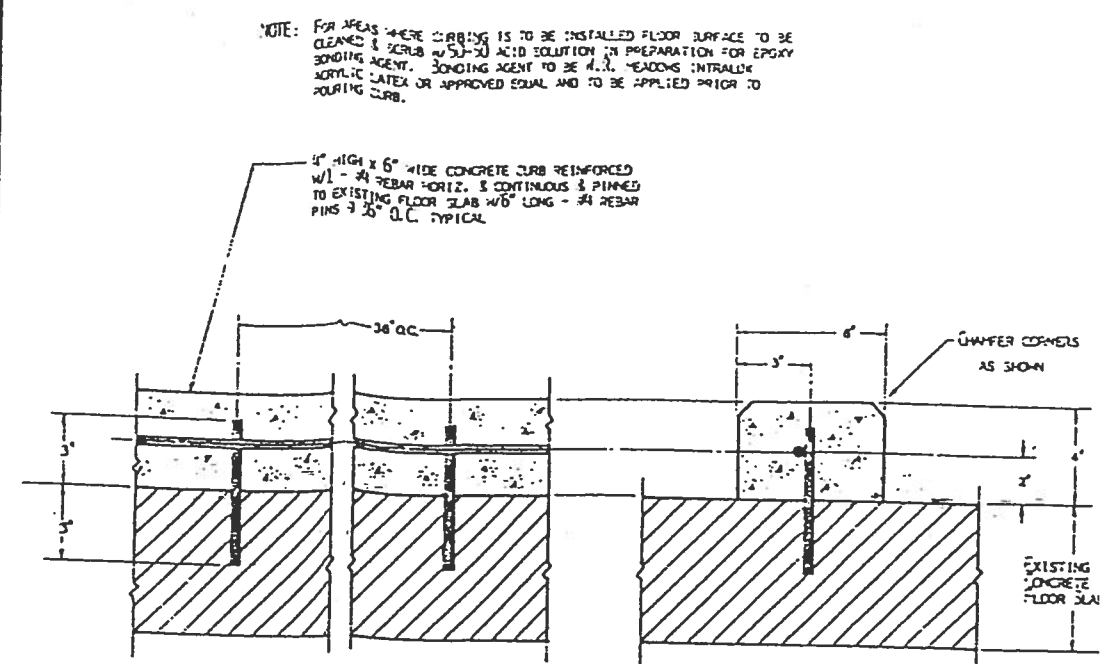 NOTE: FOR AREAS WHERE CURBING IS TO BE INSTALLED FLOOR SURFACE TO BE
CLEANED & SCRUB W/50-50 ACID SOLUTION IN PREPARATION FOR EPOXY
BONDING AGENT. BONDING AGENT TO BE W.R. MEADOWS INTRALOK
ACRYLIC LATEX OR APPROVED EQUAL AND TO BE APPLIED PRIOR TO
POURING CURB.
4" HIGH x 6" WIDE CONCRETE CURB REINFORCED
W/1 - #4 REBAR HORIZ. & CONTINUOUS & PINNED
TO EXISTING FLOOR SLAB W/6" LONG - #4 REBAR
PINS @ 36" O.C. TYPICAL
36" O.C.
6"
3"
CHAMFER CORNERS
AS SHOWN
3"
3"
4"
2"
EXISTING
CONCRETE
FLOOR SLA